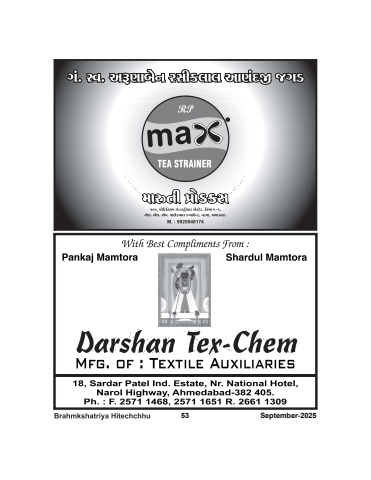 ગં. સ્વ. અરૂણાબેન રસીકલાલ આણંદજી જગડ
RP
max
TEA STRAINER
મારુતી પ્રોડક્ટસ
M. : 9925846174
With Best Compliments From :
Pankaj Mamtora
Shardul Mamtora
Darshan Tex-Chem
MFG. OF : TEXTILE AUXILIARIES
18, Sardar Patel Ind. Estate, Nr. National Hotel,
Narol Highway, Ahmedabad-382 405.
Ph. : F. 2571 1468, 2571 1651 R. 2661 1309
Brahmkshatriya Hitechchhu
53
September-2025